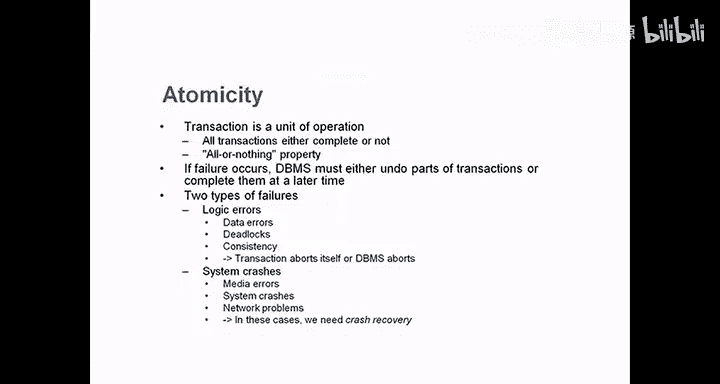 bilibili
Atomicity
• Transaction is a unit of operation
– All transactions either complete or not
– "All-or-nothing" property
• If failure occurs, DBMS must either undo parts of transactions or
complete them at a later time
• Two types of failures
– Logic errors
• Data errors
• Deadlocks
• Consistency
• -> Transaction aborts itself or DBMS aborts
– System crashes
• Media errors
• System crashes
• Network problems
• -> In these cases, we need crash recovery